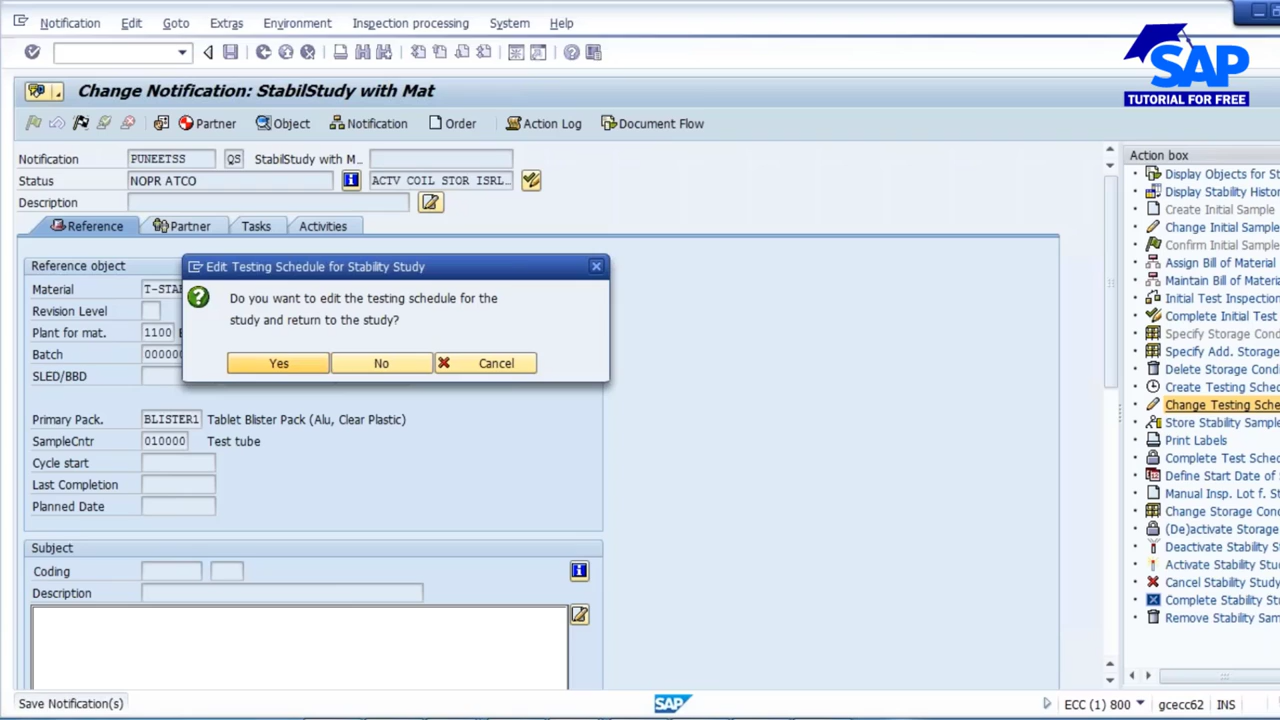 Notification Edit Goto Extras Environment Inspection processing System Help
SAP
TUTORIAL FOR FREE
Change Notification: StabilStudy with Mat
Partner Object Notification Order Action Log Document Flow
Notification PUNEETSS QS StabilStudy with M...
Status NOPR ATCO ACTV COIL STOR ISRL...
Description
Reference Partner Tasks Activities
Reference object
Material T-STAB
Revision Level
Plant for mat. 1100
Batch 000000
SLED/BBD
Primary Pack. BLISTER1 Tablet Blister Pack (Alu, Clear Plastic)
SampleCntr 010000 Test tube
Cycle start
Last Completion
Planned Date
Subject
Coding
Description
Edit Testing Schedule for Stability Study
Do you want to edit the testing schedule for the
study and return to the study?
Yes No Cancel
Action box
Display Objects for St
Display Stability Histor
Create Initial Sample
Change Initial Sample
Confirm Initial Sample
Assign Bill of Material
Maintain Bill of Materia
Initial Test Inspection
Complete Initial Test
Specify Storage Condi
Specify Add. Storage
Delete Storage Condi
Create Testing Sched
Change Testing Sche
Store Stability Sample
Print Labels
Complete Test Sched
Define Start Date of S
Manual Insp. Lot f. St
Change Storage Cond
(De)activate Storage
Deactivate Stability S
Activate Stability Stu
Cancel Stability Study
Complete Stability Stu
Remove Stability Sam
Save Notification(s) SAP ECC (1) 800 gcecc62 INS